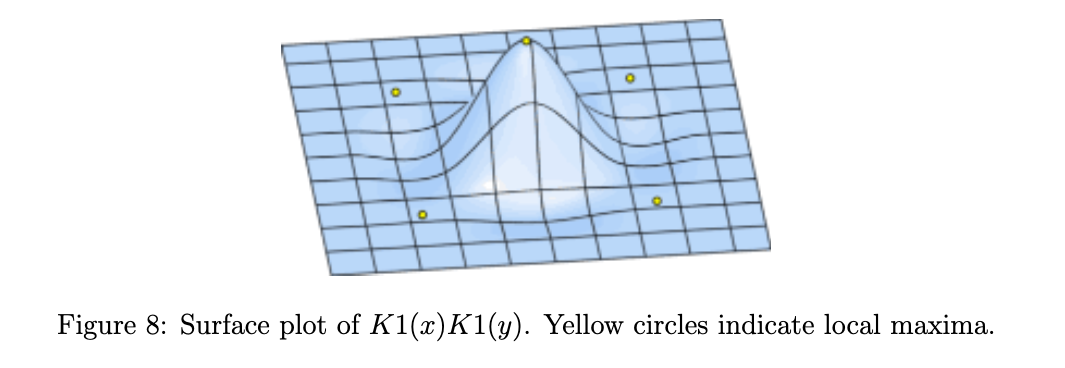 Figure 8: Surface plot of K1(x)K1(y). Yellow circles indicate local maxima.